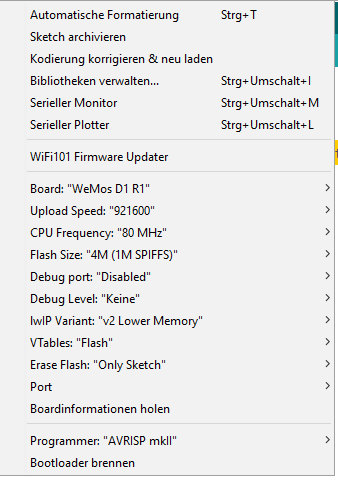 Automatische Formatierung Strg+T
Sketch archivieren
Kodierung korrigieren & neu laden
Bibliotheken verwalten... Strg+Umschalt+I
Serieller Monitor Strg+Umschalt+M
Serieller Plotter Strg+Umschalt+L
WiFi101 Firmware Updater
Board: "WeMos D1 R1"
Upload Speed: "921600"
CPU Frequency: "80 MHz"
Flash Size: "4M (1M SPIFFS)"
Debug port: "Disabled"
Debug Level: "Keine"
lwIP Variant: "v2 Lower Memory"
VTables: "Flash"
Erase Flash: "Only Sketch"
Port
Boardinformationen holen
Programmer: "AVRISP mkII"
Bootloader brennen